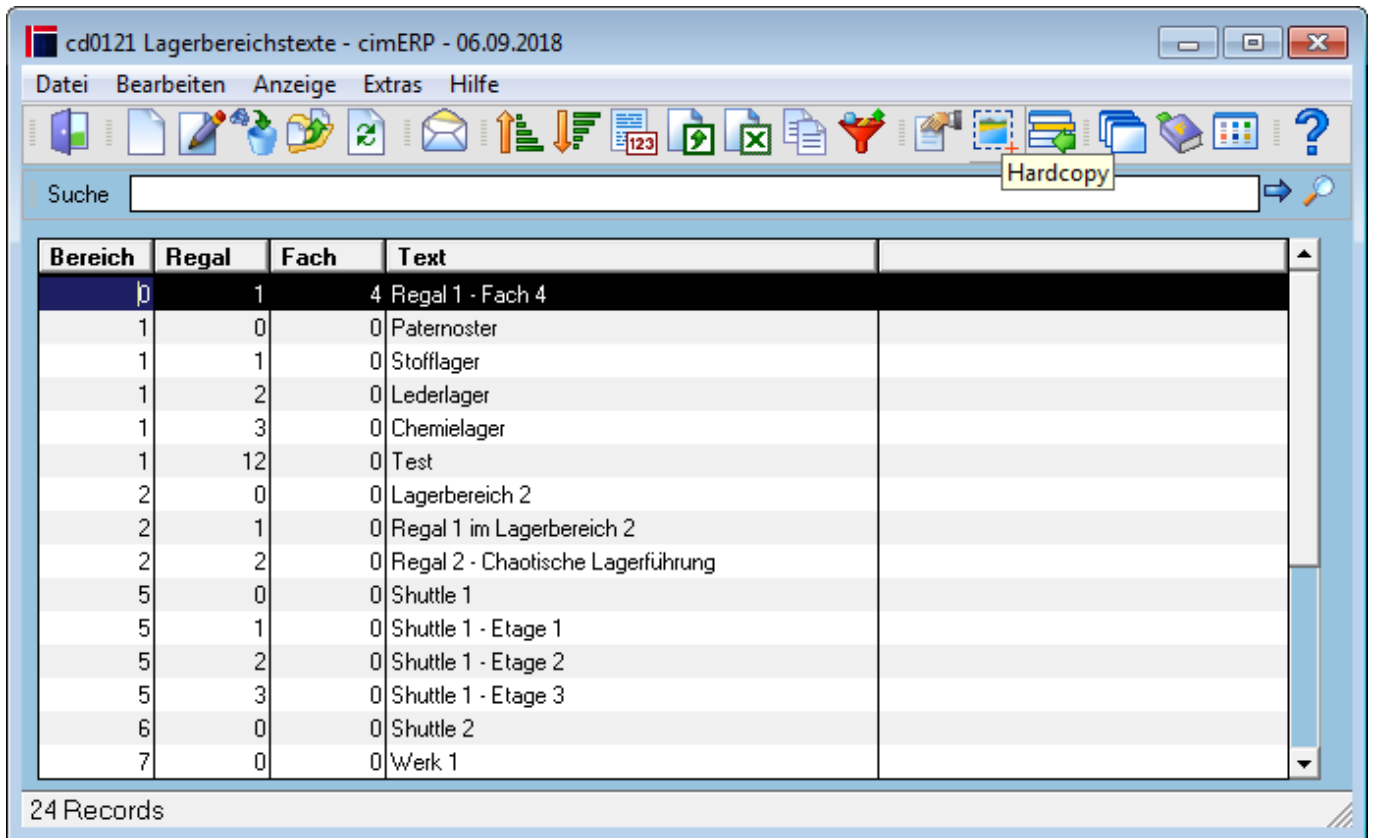 cd0121 Lagerbereichstexte - cimERP - 06.09.2018
Datei Bearbeiten Anzeige Extras Hilfe
123
Hardcopy
Suche
Bereich Regal Fach Text
0 1 4 Regal 1 - Fach 4
1 0 0 Paternoster
1 1 0 Stofflager
1 2 0 Lederlager
1 3 0 Chemielager
1 12 0 Test
2 0 0 Lagerbereich 2
2 1 0 Regal 1 im Lagerbereich 2
2 2 0 Regal 2 - Chaotische Lagerführung
5 0 0 Shuttle 1
5 1 0 Shuttle 1 - Etage 1
5 2 0 Shuttle 1 - Etage 2
5 3 0 Shuttle 1 - Etage 3
6 0 0 Shuttle 2
7 0 0 Werk 1
24 Records